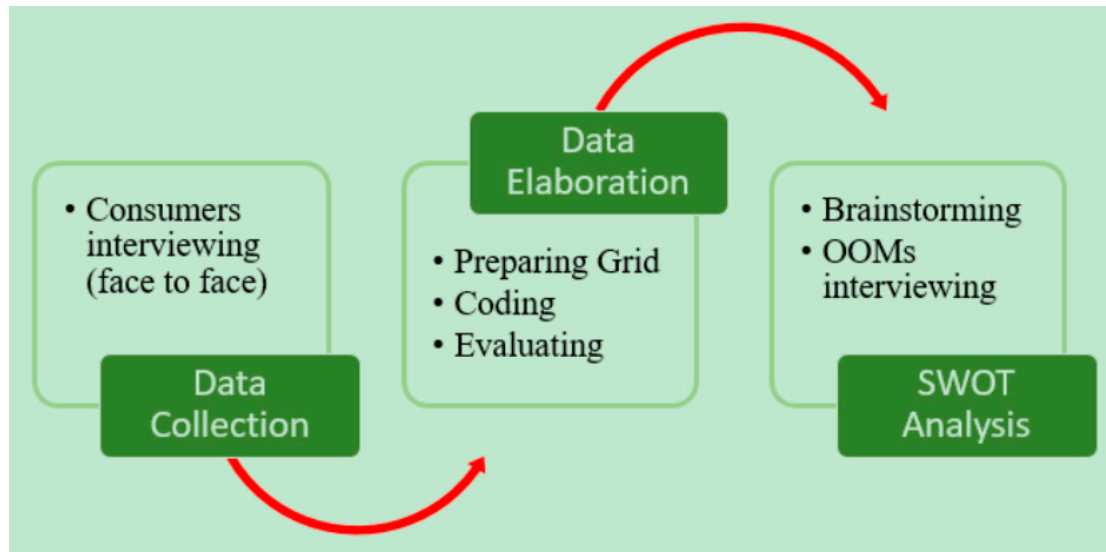 • Consumers
interviewing
(face to face)
Data
Collection
Data
Elaboration
• Preparing Grid
• Coding
• Evaluating
• Brainstorming
• OOMs
interviewing
SWOT
Analysis